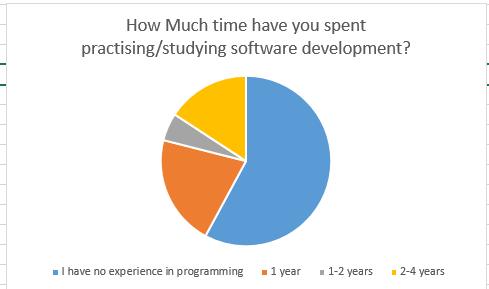 How Much time have you spent
practising/studying software development?
I have no experience in programming
1 year
1-2 years
2-4 years